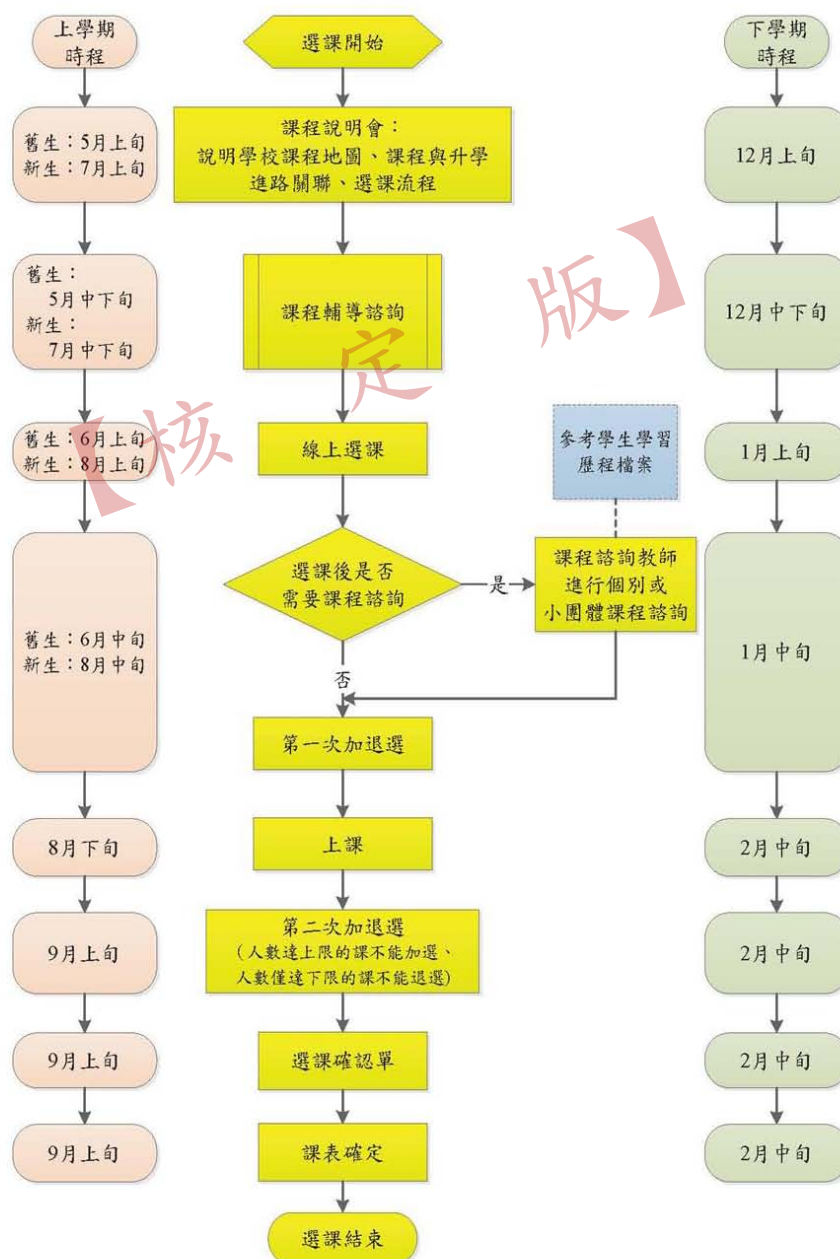 上學期
時程
選課開始
下學期
時程
舊生：5月上旬
新生：7月上旬
課程說明會：
說明學校課程地圖、課程與升學
進路關聯、選課流程
12月上旬
舊生：
5月中下旬
新生：
7月中下旬
課程輔導諮詢
12月中下旬
【核定版】
舊生：6月上旬
新生：8月上旬
線上選課
參考學生學習
歷程檔案
1月上旬
舊生：6月中旬
新生：8月中旬
選課後是否
需要課程諮詢
是
課程諮詢教師
進行個別或
小團體課程諮詢
1月中旬
否
第一次加退選
8月下旬
上課
2月中旬
9月上旬
第二次加退選
（人數達上限的課不能加選、
人數僅達下限的課不能退選）
2月中旬
9月上旬
選課確認單
2月中旬
9月上旬
課表確定
2月中旬
選課結束